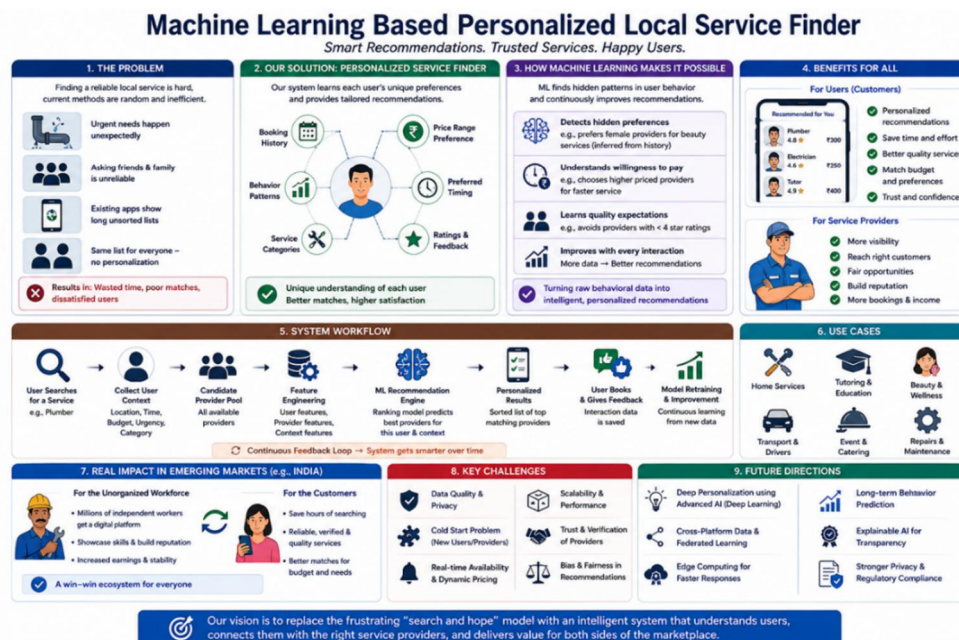 Machine Learning Based Personalized Local Service Finder
Smart Recommendations. Trusted Services. Happy Users.
1. THE PROBLEM
Finding a reliable local service is hard,
current methods are random and inefficient.
Urgent needs happen
unexpectedly
Asking friends & family
is unreliable
Existing apps show
long unsorted lists
Same list for everyone –
no personalization
Results in: Wasted time, poor matches,
dissatisfied users
2. OUR SOLUTION: PERSONALIZED SERVICE FINDER
Our system learns each user's unique preferences
and provides tailored recommendations.
Booking
History
Price Range
Preference
Behavior
Patterns
Preferred
Timing
Service
Categories
Ratings &
Feedback
Unique understanding of each user
Better matches, higher satisfaction
3. HOW MACHINE LEARNING MAKES IT POSSIBLE
ML finds hidden patterns in user behavior
and continuously improves recommendations.
Detects hidden preferences
e.g., prefers female providers for beauty
services (inferred from history)
Understands willingness to pay
e.g., chooses higher priced providers
for faster service
Learns quality expectations
e.g., avoids providers with < 4 star ratings
Improves with every interaction
More data → Better recommendations
Turning raw behavioral data into
intelligent, personalized recommendations
4. BENEFITS FOR ALL
For Users (Customers)
Recommended for You
Plumber
4.8 ★ ₹300
Electrician
4.6 ★ ₹250
Tutor
4.9 ★ ₹400
Personalized
recommendations
Save time and effort
Better quality service
Match budget
and preferences
Trust and confidence
For Service Providers
More visibility
Reach right customers
Fair opportunities
Build reputation
More bookings & income
5. SYSTEM WORKFLOW
User Searches
for a Service
e.g., Plumber
Collect User
Context
Location, Time,
Budget, Urgency,
Category
Candidate
Provider Pool
All available
providers
Feature
Engineering
User features,
Provider features,
Context features
ML Recommendation
Engine
Ranking model predicts
best providers for
this user & context
Personalized
Results
Sorted list of top
matching providers
User Books
& Gives Feedback
Interaction data
is saved
Model Retraining
& Improvement
Continuous learning
from new data
Continuous Feedback Loop → System gets smarter over time
6. USE CASES
Home Services
Tutoring &
Education
Beauty &
Wellness
Transport &
Drivers
Event &
Catering
Repairs &
Maintenance
7. REAL IMPACT IN EMERGING MARKETS (e.g., INDIA)
For the Unorganized Workforce
• Millions of independent workers
get a digital platform
• Showcase skills & build reputation
• Increased earnings & stability
For the Customers
• Save hours of searching
• Reliable, verified &
quality services
• Better matches for
budget and needs
A win–win ecosystem for everyone
8. KEY CHALLENGES
Data Quality &
Privacy
Scalability &
Performance
Cold Start Problem
(New Users/Providers)
Trust & Verification
of Providers
Real-time Availability
& Dynamic Pricing
Bias & Fairness in
Recommendations
9. FUTURE DIRECTIONS
Deep Personalization using
Advanced AI (Deep Learning)
Long-term Behavior
Prediction
Cross-Platform Data &
Federated Learning
Explainable AI for
Transparency
Edge Computing for
Faster Responses
Stronger Privacy &
Regulatory Compliance
Our vision is to replace the frustrating "search and hope" model with an intelligent system that understands users,
connects them with the right service providers, and delivers value for both sides of the marketplace.